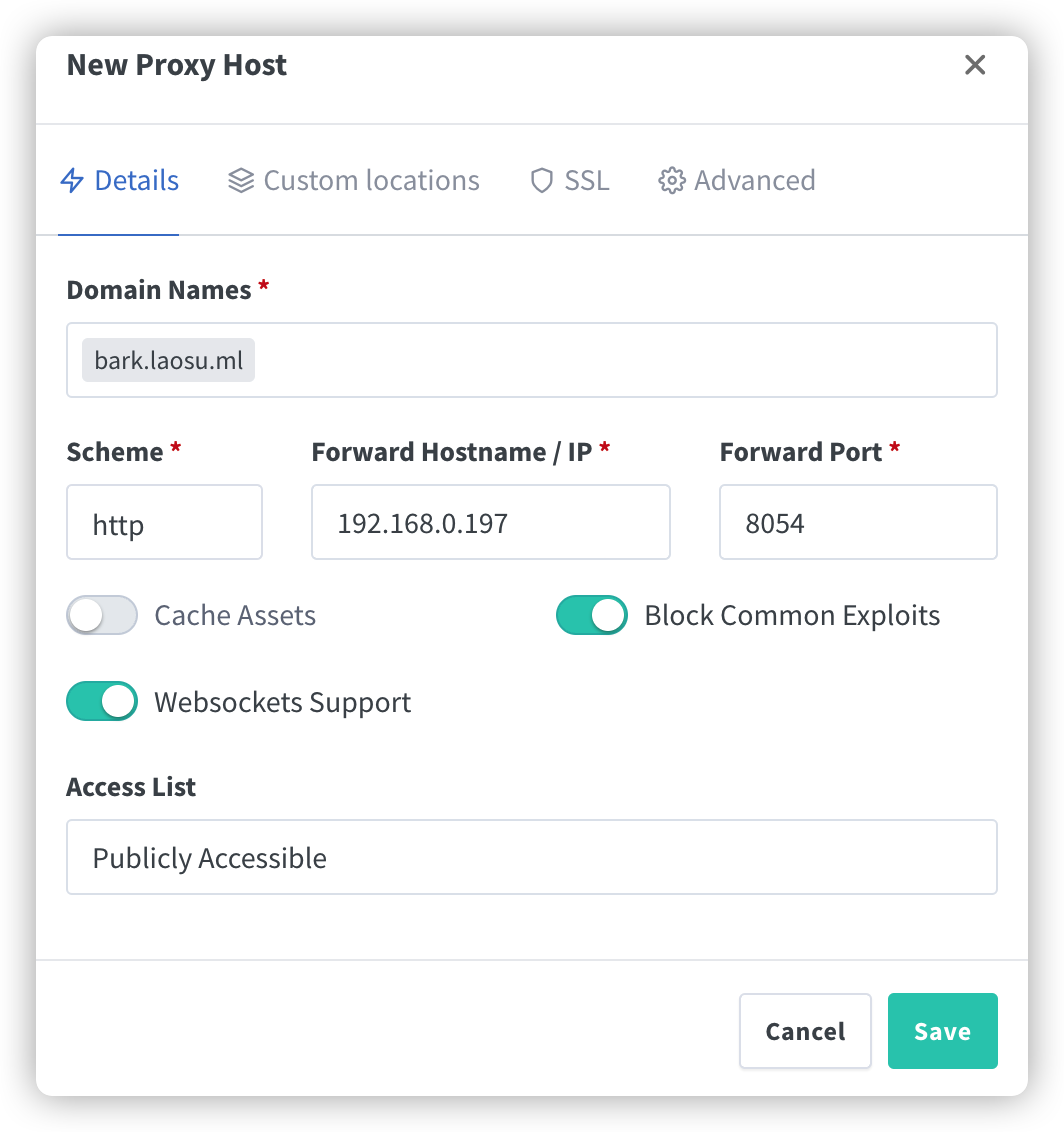 New Proxy Host
Details Custom locations SSL Advanced
Domain Names *
bark.laosu.ml
Scheme * Forward Hostname / IP * Forward Port *
http 192.168.0.197 8054
Cache Assets Block Common Exploits
Websockets Support
Access List
Publicly Accessible
Cancel Save